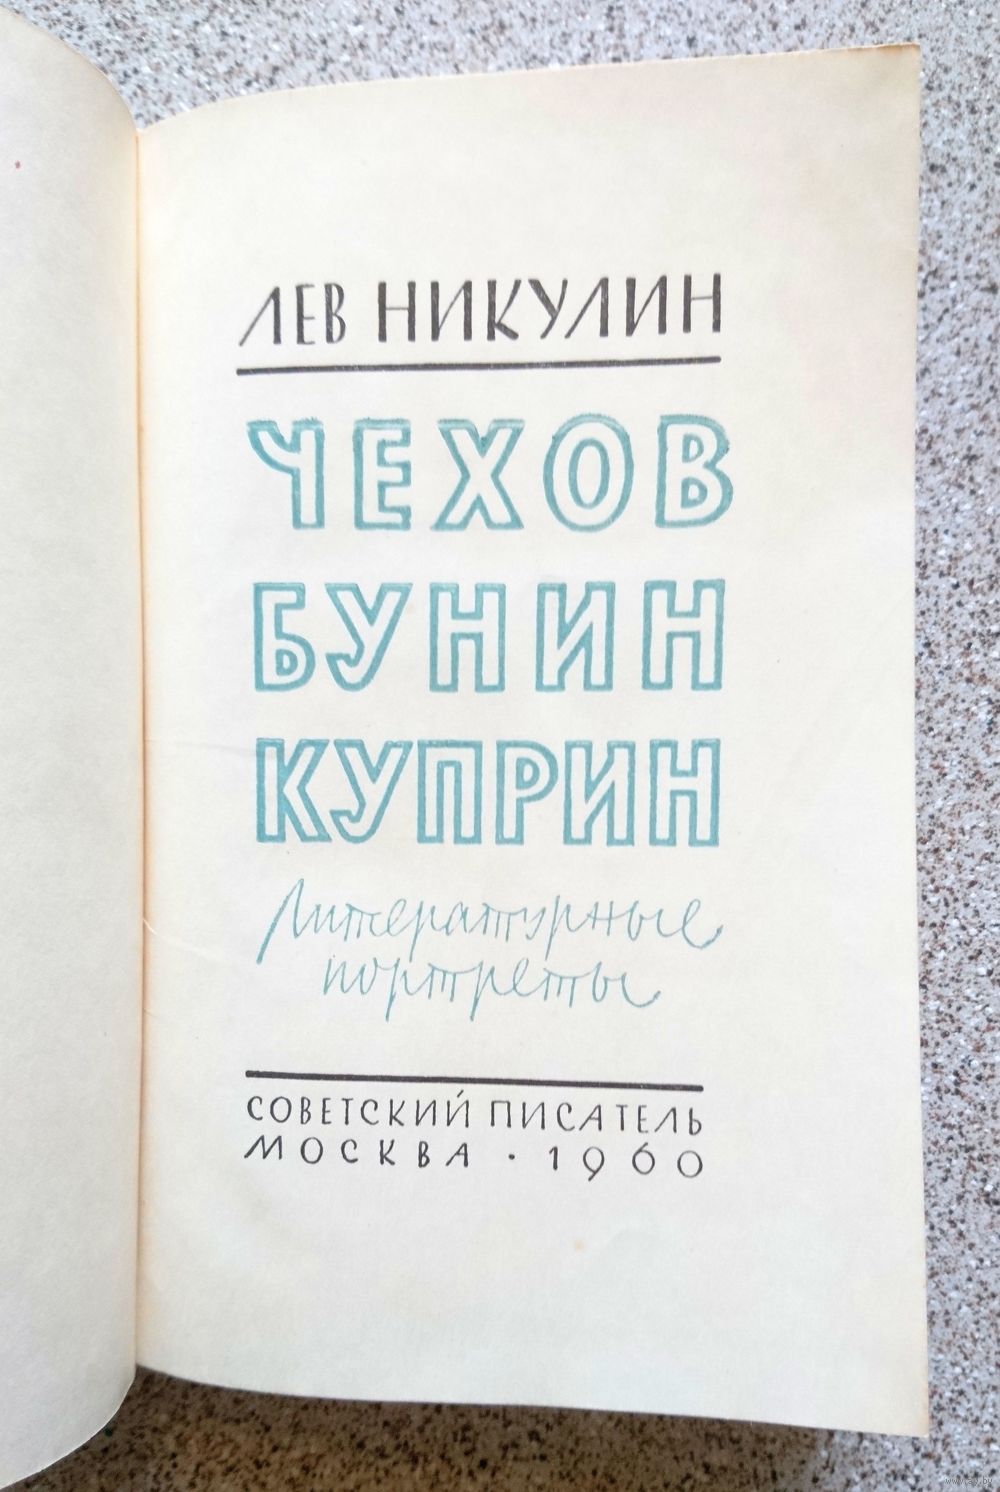 ЛЕВ НИКУЛИН
ЧЕХОВ
БУНИН
КУПРИН
Литературные
портреты
СОВЕТСКИЙ ПИСАТЕЛЬ
МОСКВА · 1960